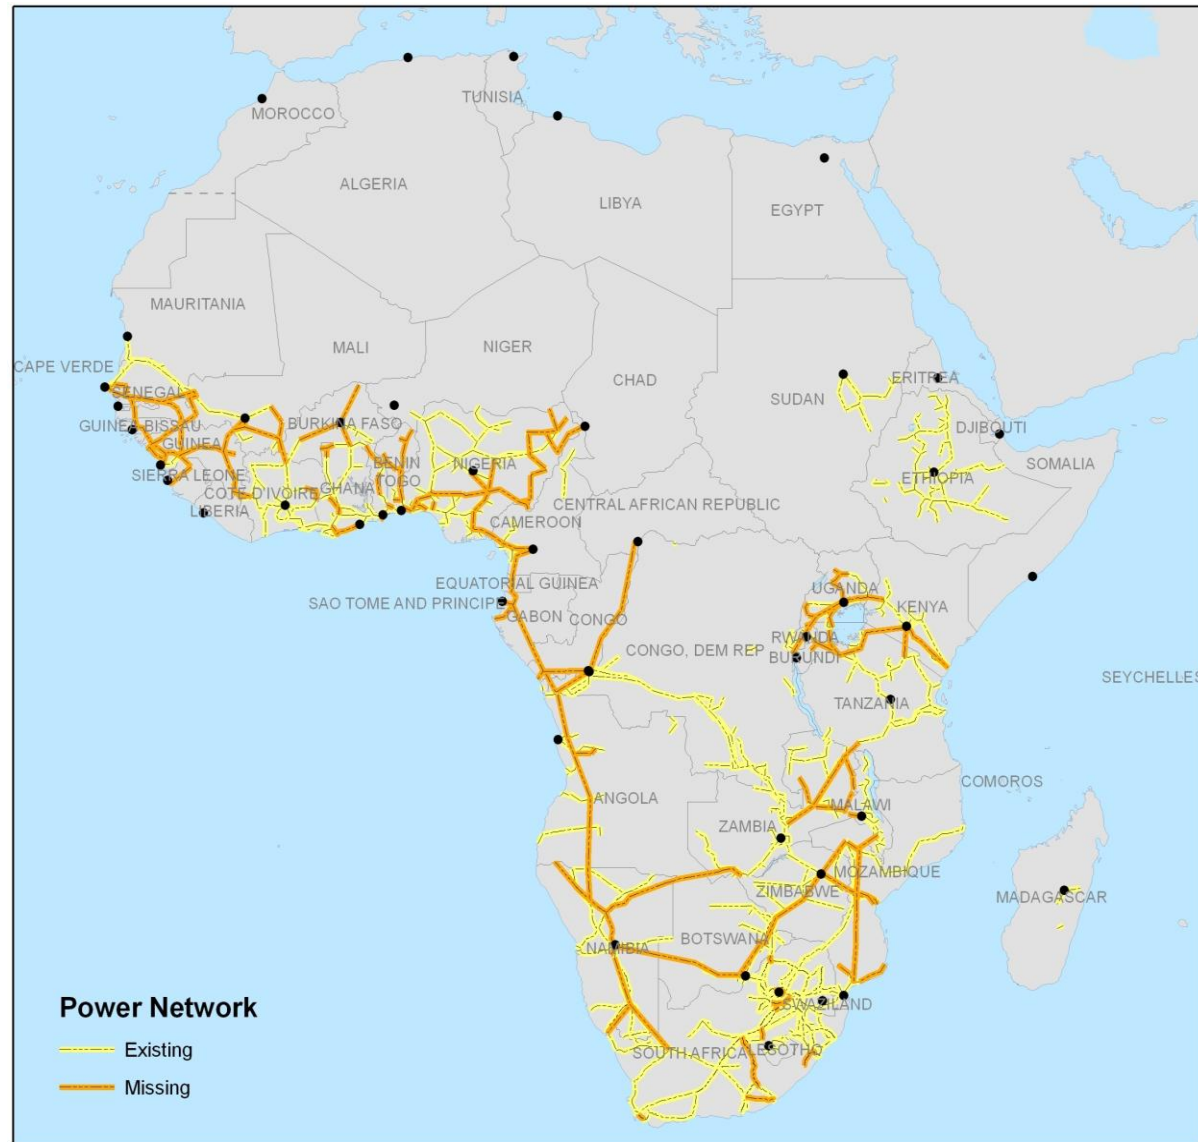 TUNISIA
MOROCCO
ALGERIA
LIBYA
EGYPT
MAURITANIA
MALI
NIGER
CHAD
CAPE VERDE
SENEGAL
SUDAN
ERITREA
GUINEA-BISSAU
BURKINA FASO
DJIBOUTI
GUINEA
BENIN
NIGERIA
SOMALIA
SIERRA LEONE
TOGO
ETHIOPIA
COTE D'IVOIRE
GHANA
LIBERIA
CENTRAL AFRICAN REPUBLIC
CAMEROON
EQUATORIAL GUINEA
UGANDA
SAO TOME AND PRINCIPE
GABON
CONGO
KENYA
RWANDA
CONGO, DEM REP
BURUNDI
SEYCHELLES
TANZANIA
COMOROS
ANGOLA
MALAWI
ZAMBIA
MOZAMBIQUE
ZIMBABWE
MADAGASCAR
BOTSWANA
NAMIBIA
SWAZILAND
SOUTH AFRICA
LESOTHO
Power Network
Existing
Missing